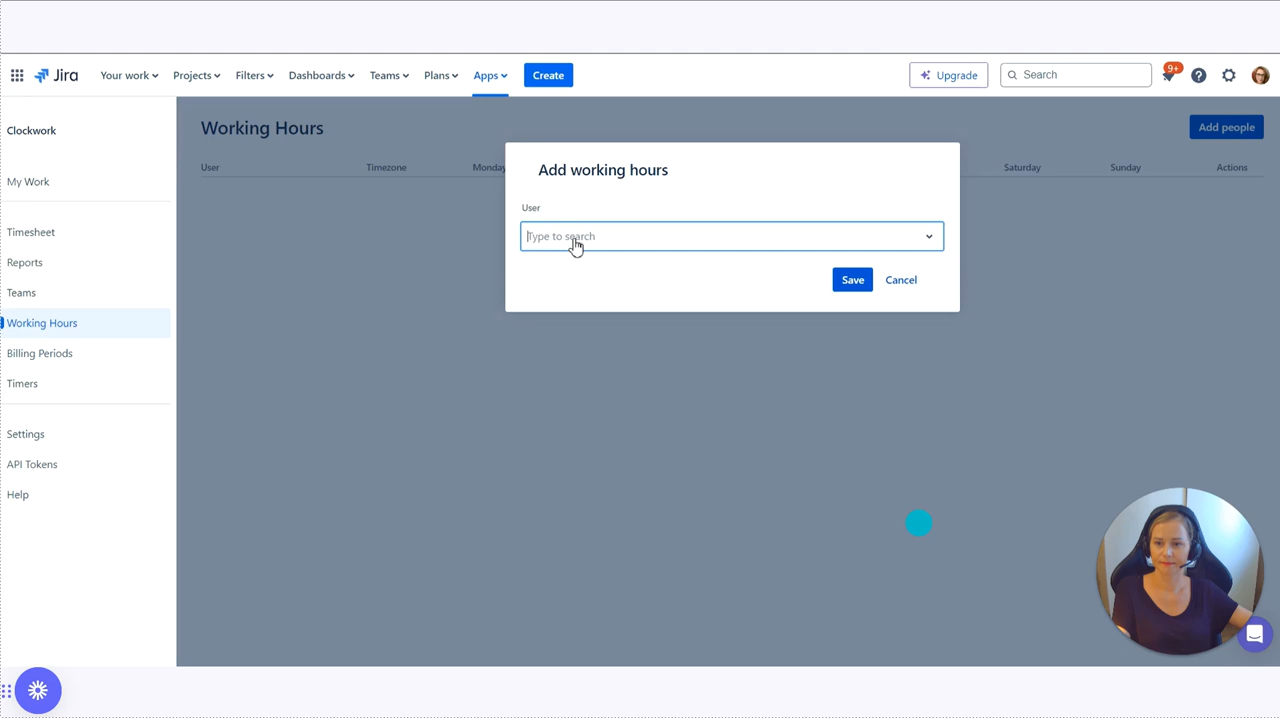 Jira Your work Projects Filters Dashboards Teams Plans Apps Create Upgrade Search 9+
Clockwork
My Work
Timesheet
Reports
Teams
Working Hours
Billing Periods
Timers
Settings
API Tokens
Help
Working Hours
Add people
User Timezone Monday Saturday Sunday Actions
Add working hours
User
Type to search
Save Cancel